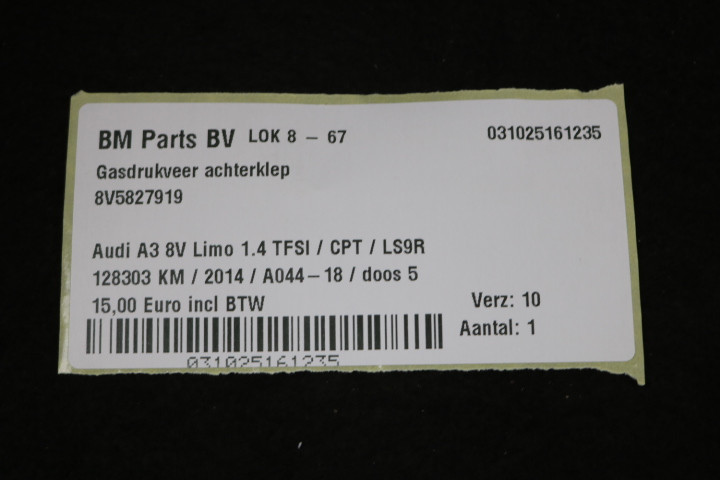 BM Parts BV LOK 8 - 67 031025161235
Gasdrukveer achterklep
8V5827919
Audi A3 8V Limo 1.4 TFSI / CPT / LS9R
128303 KM / 2014 / A044-18 / doos 5
15,00 Euro incl BTW Verz: 10
Aantal: 1
031025161235